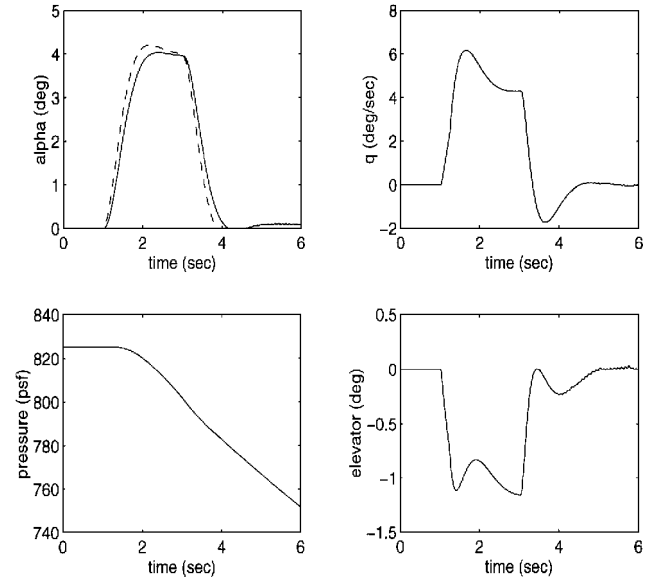 5
4
3
2
1
0
0 2 4 6
alpha (deg)
time (sec)
8
6
4
2
0
−2
0 2 4 6
q (deg/sec)
time (sec)
840
820
800
780
760
740
0 2 4 6
pressure (psf)
time (sec)
0.5
0
−0.5
−1
−1.5
0 2 4 6
elevator (deg)
time (sec)